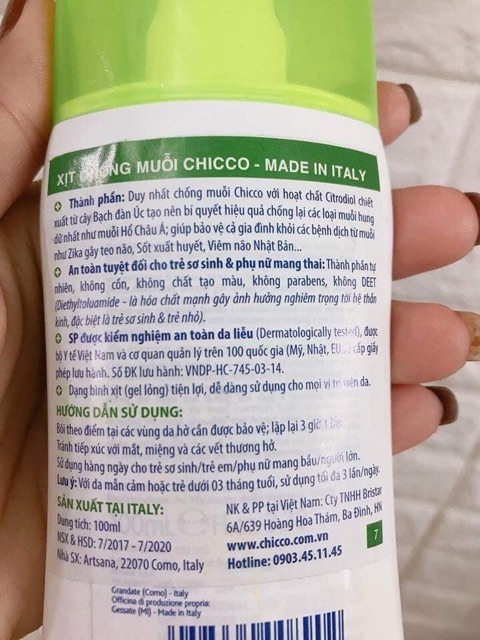 XỊT CHỐNG MUỖI CHICCO - MADE IN ITALY
Thành phần: Duy nhất chống muỗi Chicco với hoạt chất Citrodiol chiết
xuất từ cây Bạch đàn Úc tạo nên bí quyết hiệu quả chống lại các loại muỗi hung
dữ nhất như muỗi Hổ Châu Á; giúp bảo vệ cả gia đình khỏi các bệnh dịch từ muỗi
như Zika gây teo não, Sốt xuất huyết, Viêm não Nhật Bản...
An toàn tuyệt đối cho trẻ sơ sinh & phụ nữ mang thai: Thành phần tự
nhiên, không cồn, không chất tạo màu, không parabens, không DEET
(Diethyltoluamide - là hóa chất mạnh gây ảnh hưởng nghiêm trọng tới hệ thần
kinh, đặc biệt là trẻ sơ sinh & trẻ nhỏ).
SP được kiểm nghiệm an toàn da liễu (Dermatologically tested), được
bộ Y tế Việt Nam và cơ quan quản lý trên 100 quốc gia (Mỹ, Nhật, EU... cấp giấy
phép lưu hành. Số ĐK lưu hành: VNDP-HC-745-03-14.
Dạng bình xịt (gel lỏng) tiện lợi, dễ dàng sử dụng cho mọi vị trí trên da.
HƯỚNG DẪN SỬ DỤNG:
Bôi theo điểm tại các vùng da hở cần được bảo vệ; lặp lại 3 giờ 1 lần.
Tránh tiếp xúc với mắt, miệng và các vết thương hở.
Sử dụng hàng ngày cho trẻ sơ sinh/trẻ em/phụ nữ mang bầu/người lớn.
Lưu ý: Với da mẫn cảm hoặc trẻ dưới 03 tháng tuổi, sử dụng tối đa 3 lần/ngày.
SẢN XUẤT TẠI ITALY:
Dung tích: 100ml
NSX & HSD: 7/2017 - 7/2020
Nhà SX: Artsana, 22070 Como, Italy
NK & PP tại Việt Nam: Cty TNHH Bristar
6A/639 Hoàng Hoa Thám, Ba Đình, HN
www.chicco.com.vn
Hotline: 0903.45.11.45
7
Grandate (Como) - Italy
Officina di produzione propria:
Gessate (MI) - Made in Italy